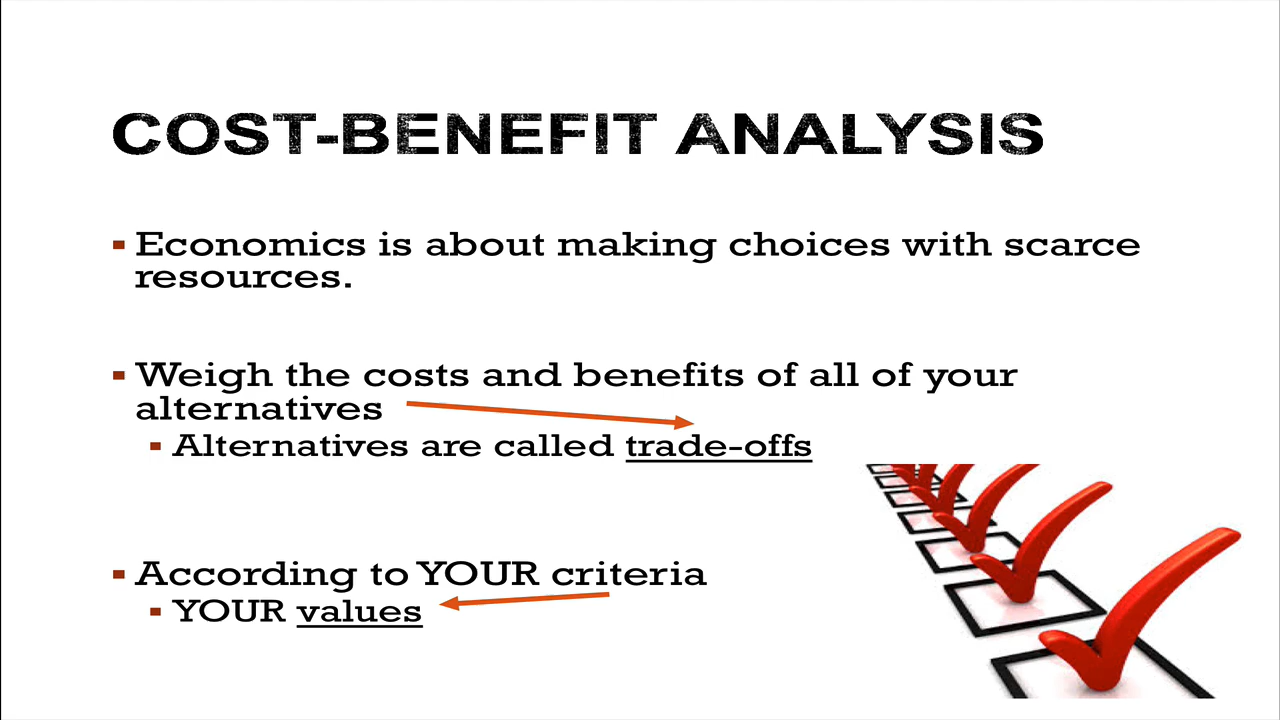 COST-BENEFIT ANALYSIS
Economics is about making choices with scarce
resources.
Weigh the costs and benefits of all of your
alternatives
Alternatives are called trade-offs
According to YOUR criteria
YOUR values